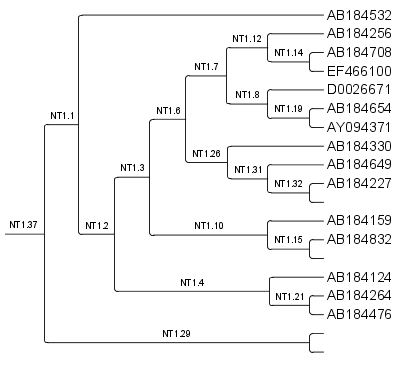 AB184532
AB184256
NT1.12
AB184708
NT1.14
NT1.7
EF466100
D0026671
NT1.8
AB184654
NT1.6
NT1.19
NT1.1
AY094371
AB184330
NT1.26
AB184649
NT1.3
NT1.31
AB184227
NT1.32
AB184159
NT1.37
NT1.2
NT1.10
AB184832
NT1.15
AB184124
NT1.4
AB184264
NT1.21
AB184476
NT1.29